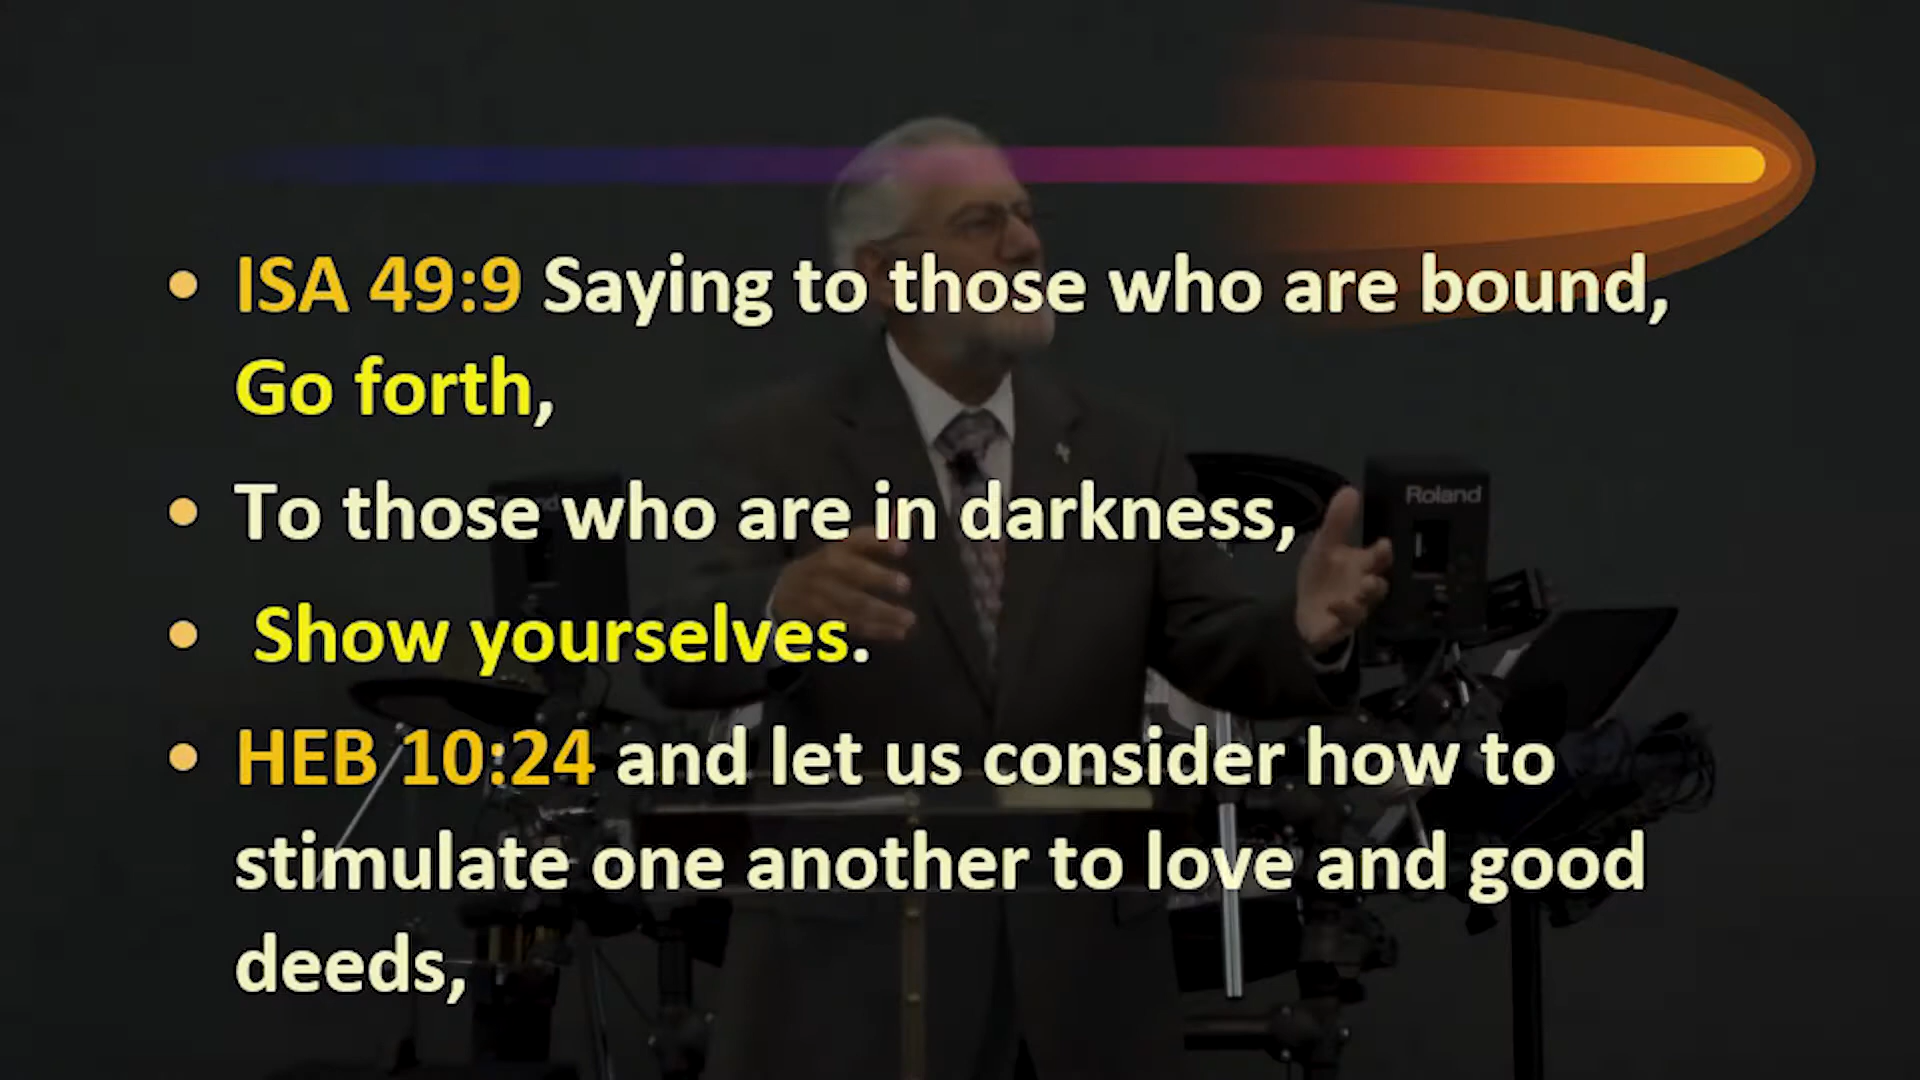 • ISA 49:9 Saying to those who are bound,
Go forth,
• To those who are in darkness,
• Show yourselves.
• HEB 10:24 and let us consider how to
stimulate one another to love and good
deeds,
Roland